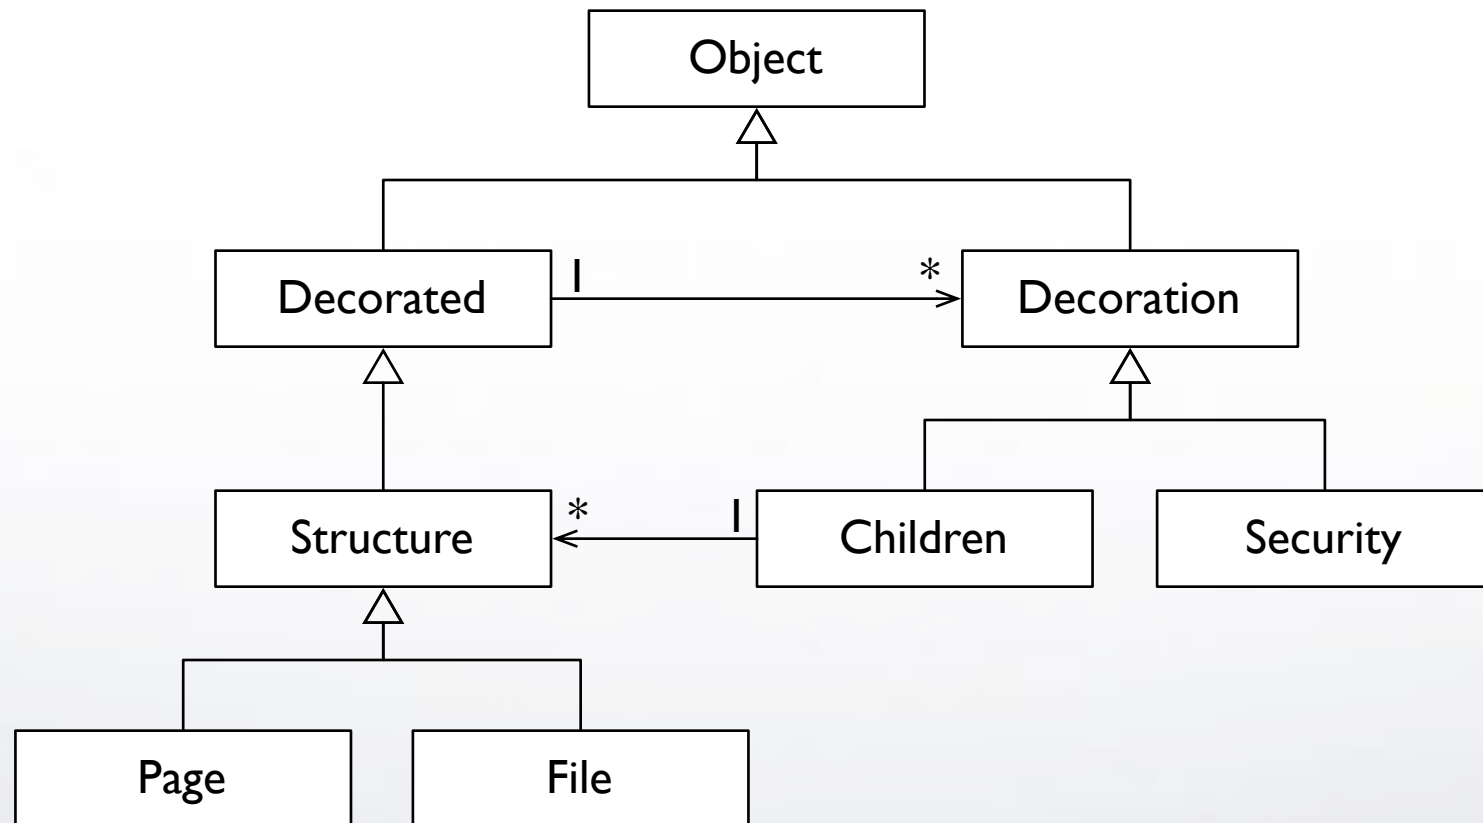 Object
Decorated
1
*
Decoration
Structure
*
1
Children
Security
Page
File